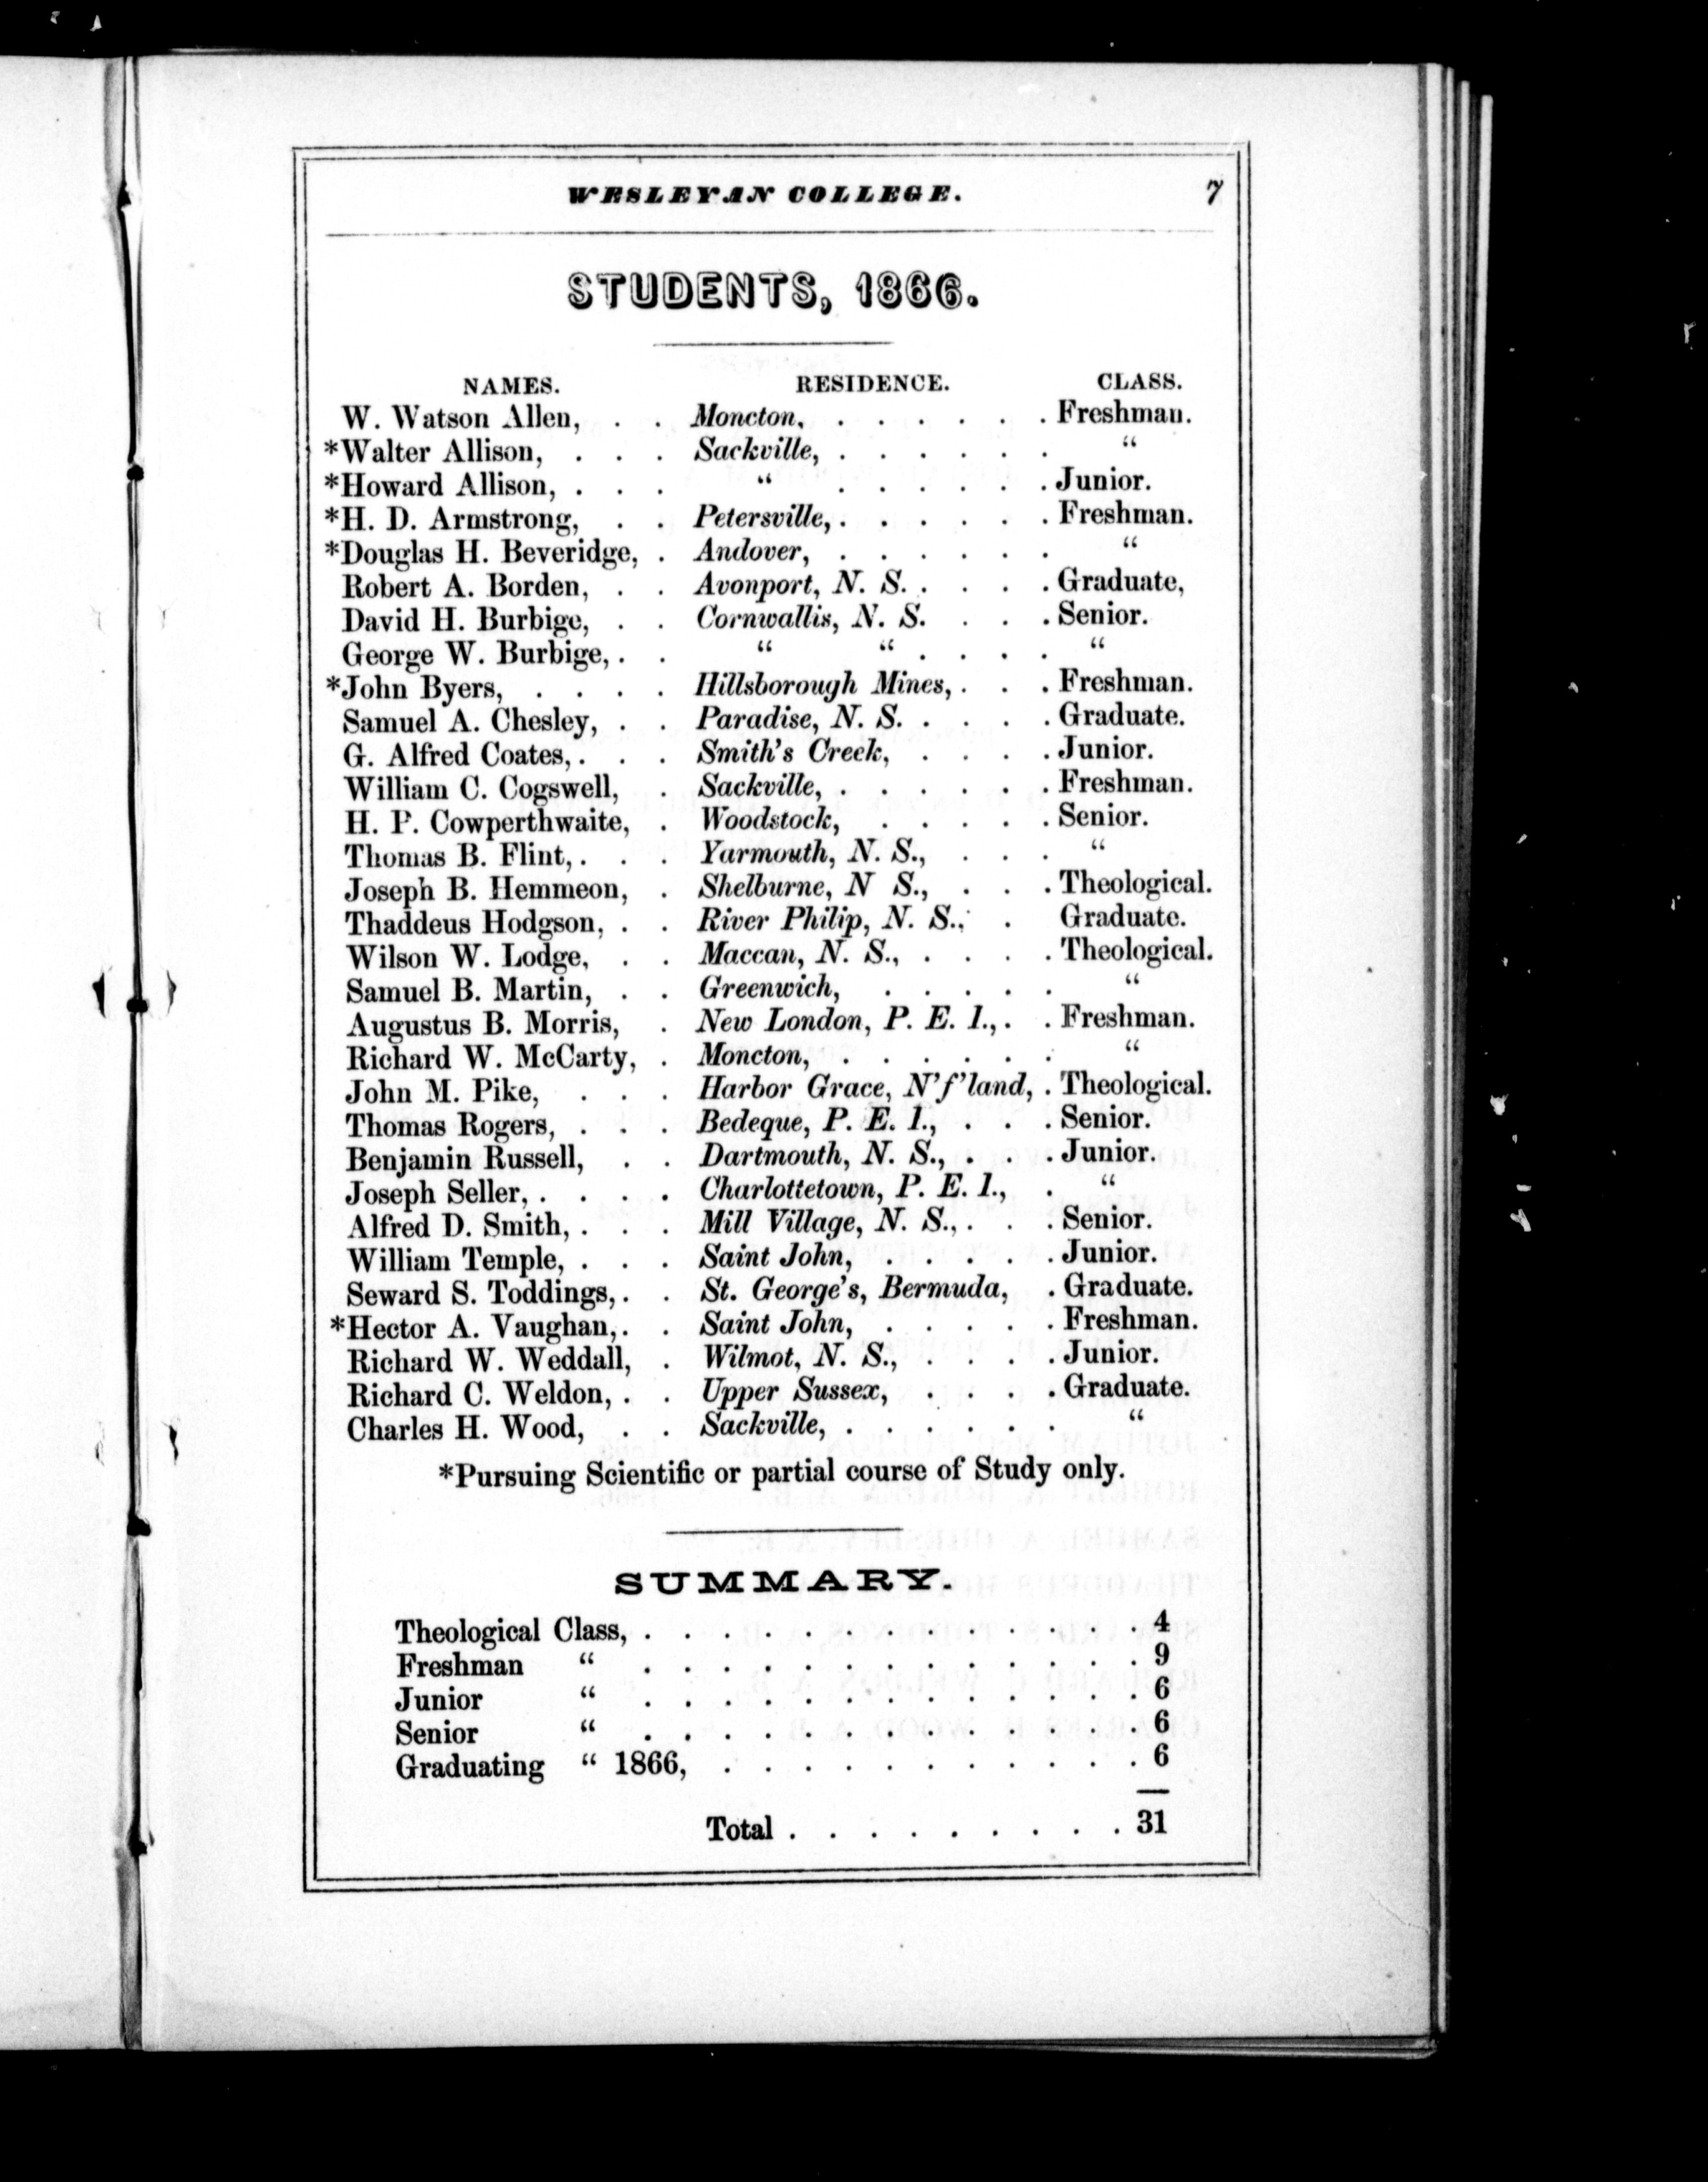 WESLEYAN COLLEGE. 7
STUDENTS, 1866.
NAMES. RESIDENCE. CLASS.
W. Watson Allen, . . Moncton, . . . . . . Freshman.
*Walter Allison, . . . Sackville, . . . . . . “
*Howard Allison, . . . “ . . . . . . Junior.
*H. D. Armstrong, . . Petersville, . . . . . . Freshman.
*Douglas H. Beveridge, . Andover, . . . . . . “
Robert A. Borden, . . Avonport, N. S. . . . . Graduate,
David H. Burbige, . . Cornwallis, N. S. . . . Senior.
George W. Burbige, . . “ “ . . . . “
*John Byers, . . . . Hillsborough Mines, . . . Freshman.
Samuel A. Chesley, . . Paradise, N. S. . . . . Graduate.
G. Alfred Coates, . . . Smith's Creek, . . . . Junior.
William C. Cogswell, . Sackville, . . . . . . Freshman.
H. P. Cowperthwaite, . Woodstock, . . . . . Senior.
Thomas B. Flint, . . . Yarmouth, N. S., . . . “
Joseph B. Hemmeon, . Shelburne, N S., . . . Theological.
Thaddeus Hodgson, . . River Philip, N. S., . Graduate.
Wilson W. Lodge, . . Maccan, N. S., . . . . Theological.
Samuel B. Martin, . . Greenwich, . . . . . “
Augustus B. Morris, . New London, P. E. I., . . Freshman.
Richard W. McCarty, . Moncton, . . . . . . “
John M. Pike, . . . Harbor Grace, N'f'land, . Theological.
Thomas Rogers, . . . Bedeque, P. E. I., . . . Senior.
Benjamin Russell, . . Dartmouth, N. S., . . . Junior.
Joseph Seller, . . . . Charlottetown, P. E. I., . “
Alfred D. Smith, . . . Mill Village, N. S., . . . Senior.
William Temple, . . . Saint John, . . . . . Junior.
Seward S. Toddings, . . St. George's, Bermuda, . Graduate.
*Hector A. Vaughan, . . Saint John, . . . . . Freshman.
Richard W. Weddall, . Wilmot, N. S., . . . . Junior.
Richard C. Weldon, . . Upper Sussex, . . . . Graduate.
Charles H. Wood, . . Sackville, . . . . . . “
*Pursuing Scientific or partial course of Study only.
SUMMARY.
Theological Class, . . . . . . . . . . . . . 4
Freshman “ . . . . . . . . . . . . . 9
Junior “ . . . . . . . . . . . . . 6
Senior “ . . . . . . . . . . . . . 6
Graduating “ 1866, . . . . . . . . . . . 6
Total . . . . . . . . . 31